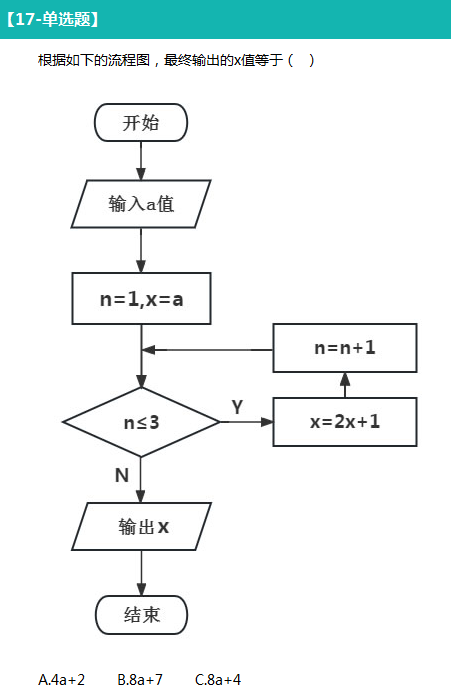 【17-单选题】
根据如下的流程图，最终输出的x值等于（　）
开始
输入a值
n=1,x=a
n=n+1
n≤3
Y
x=2x+1
N
输出x
结束
A.4a+2 B.8a+7 C.8a+4